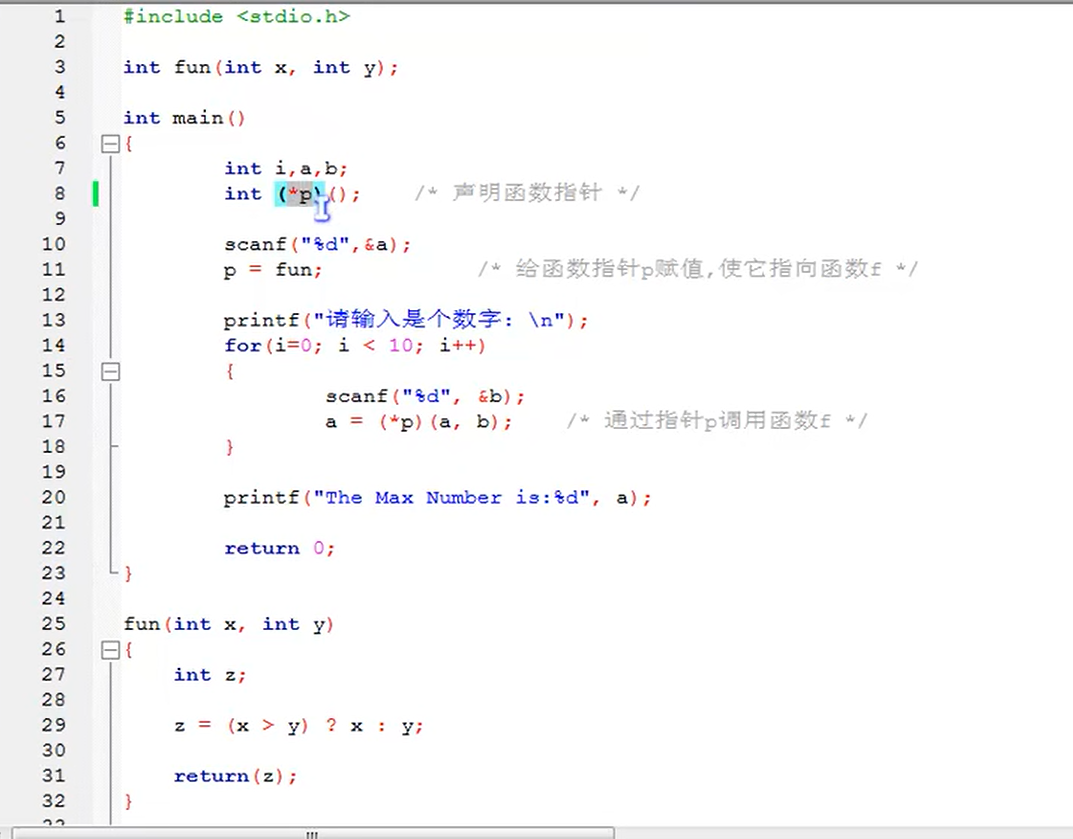 1 #include <stdio.h>
2
3 int fun(int x, int y);
4
5 int main()
6 {
7 int i,a,b;
8 int (*p)(); /* 声明函数指针 */
9
10 scanf("%d",&a);
11 p = fun; /* 给函数指针p赋值,使它指向函数f */
12
13 printf("请输入是个数字: \n");
14 for(i=0; i < 10; i++)
15 {
16 scanf("%d", &b);
17 a = (*p)(a, b); /* 通过指针p调用函数f */
18 }
19
20 printf("The Max Number is:%d", a);
21
22 return 0;
23 }
24
25 fun(int x, int y)
26 {
27 int z;
28
29 z = (x > y) ? x : y;
30
31 return(z);
32 }